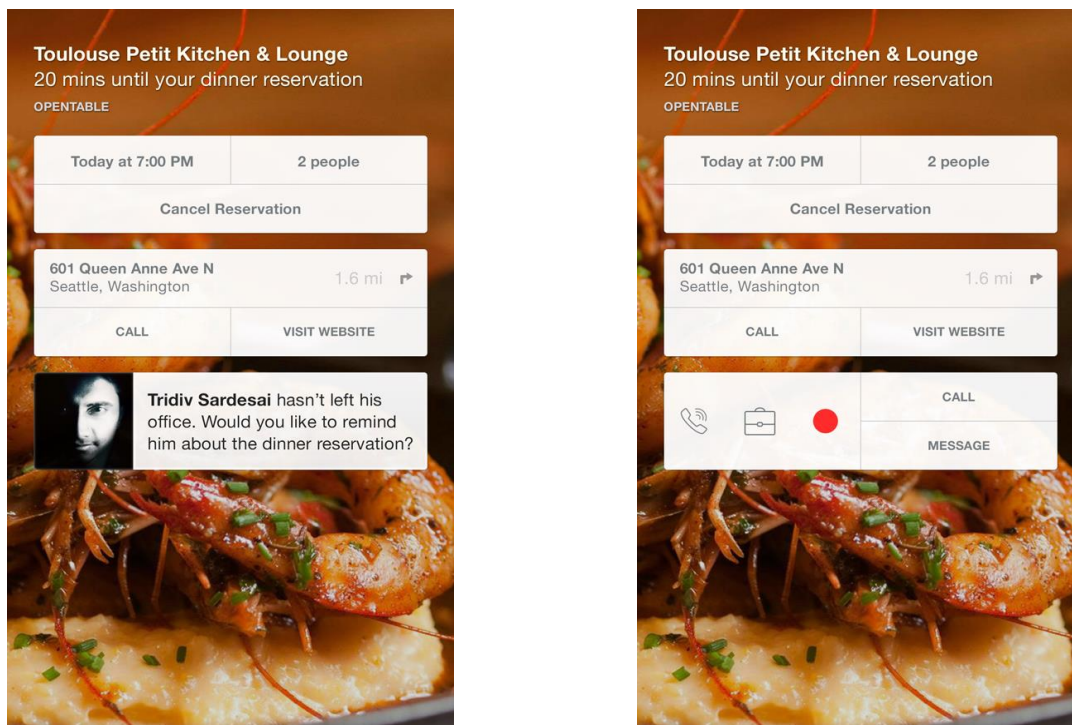 Toulouse Petit Kitchen & Lounge
20 mins until your dinner reservation
OPENTABLE
Today at 7:00 PM
2 people
Cancel Reservation
601 Queen Anne Ave N
Seattle, Washington
1.6 mi
CALL
VISIT WEBSITE
Tridiv Sardesai hasn’t left his
office. Would you like to remind
him about the dinner reservation?
Toulouse Petit Kitchen & Lounge
20 mins until your dinner reservation
OPENTABLE
Today at 7:00 PM
2 people
Cancel Reservation
601 Queen Anne Ave N
Seattle, Washington
1.6 mi
CALL
VISIT WEBSITE
CALL
MESSAGE